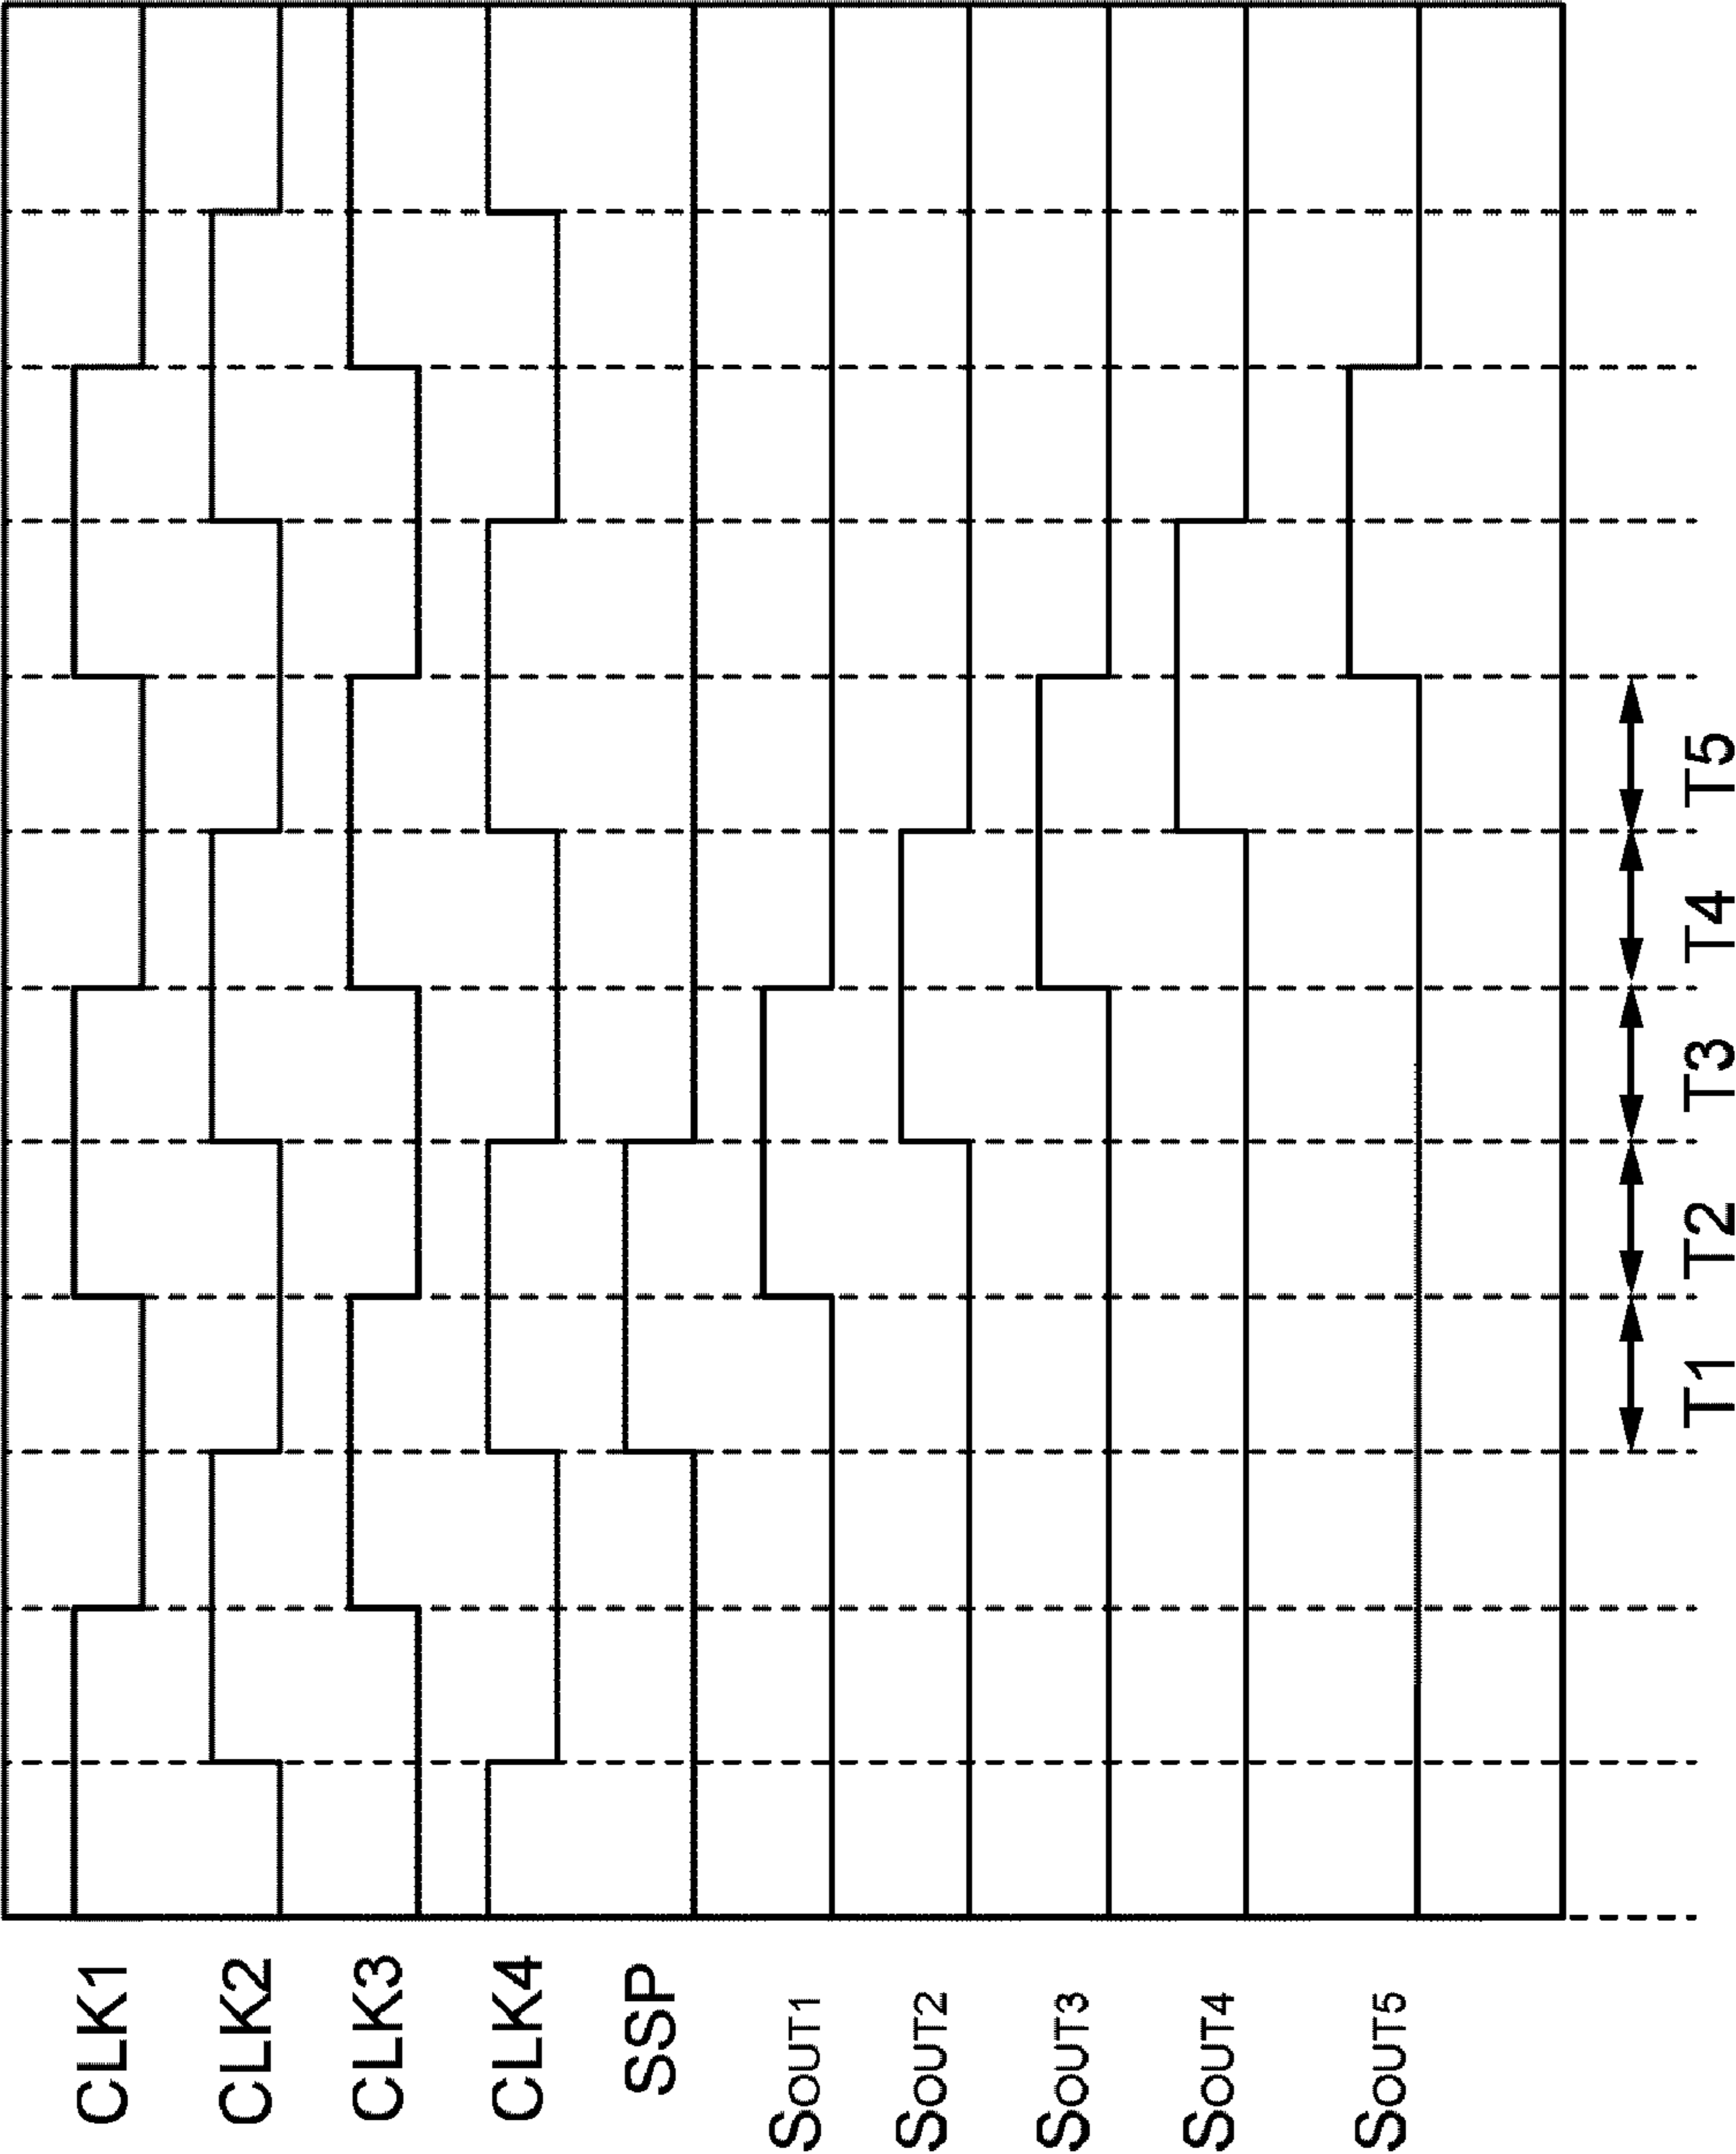 CLK1
CLK2
CLK3
CLK4
SSP
SOUT1
SOUT2
SOUT3
SOUT4
SOUT5
T1 T2 T3 T4 T5